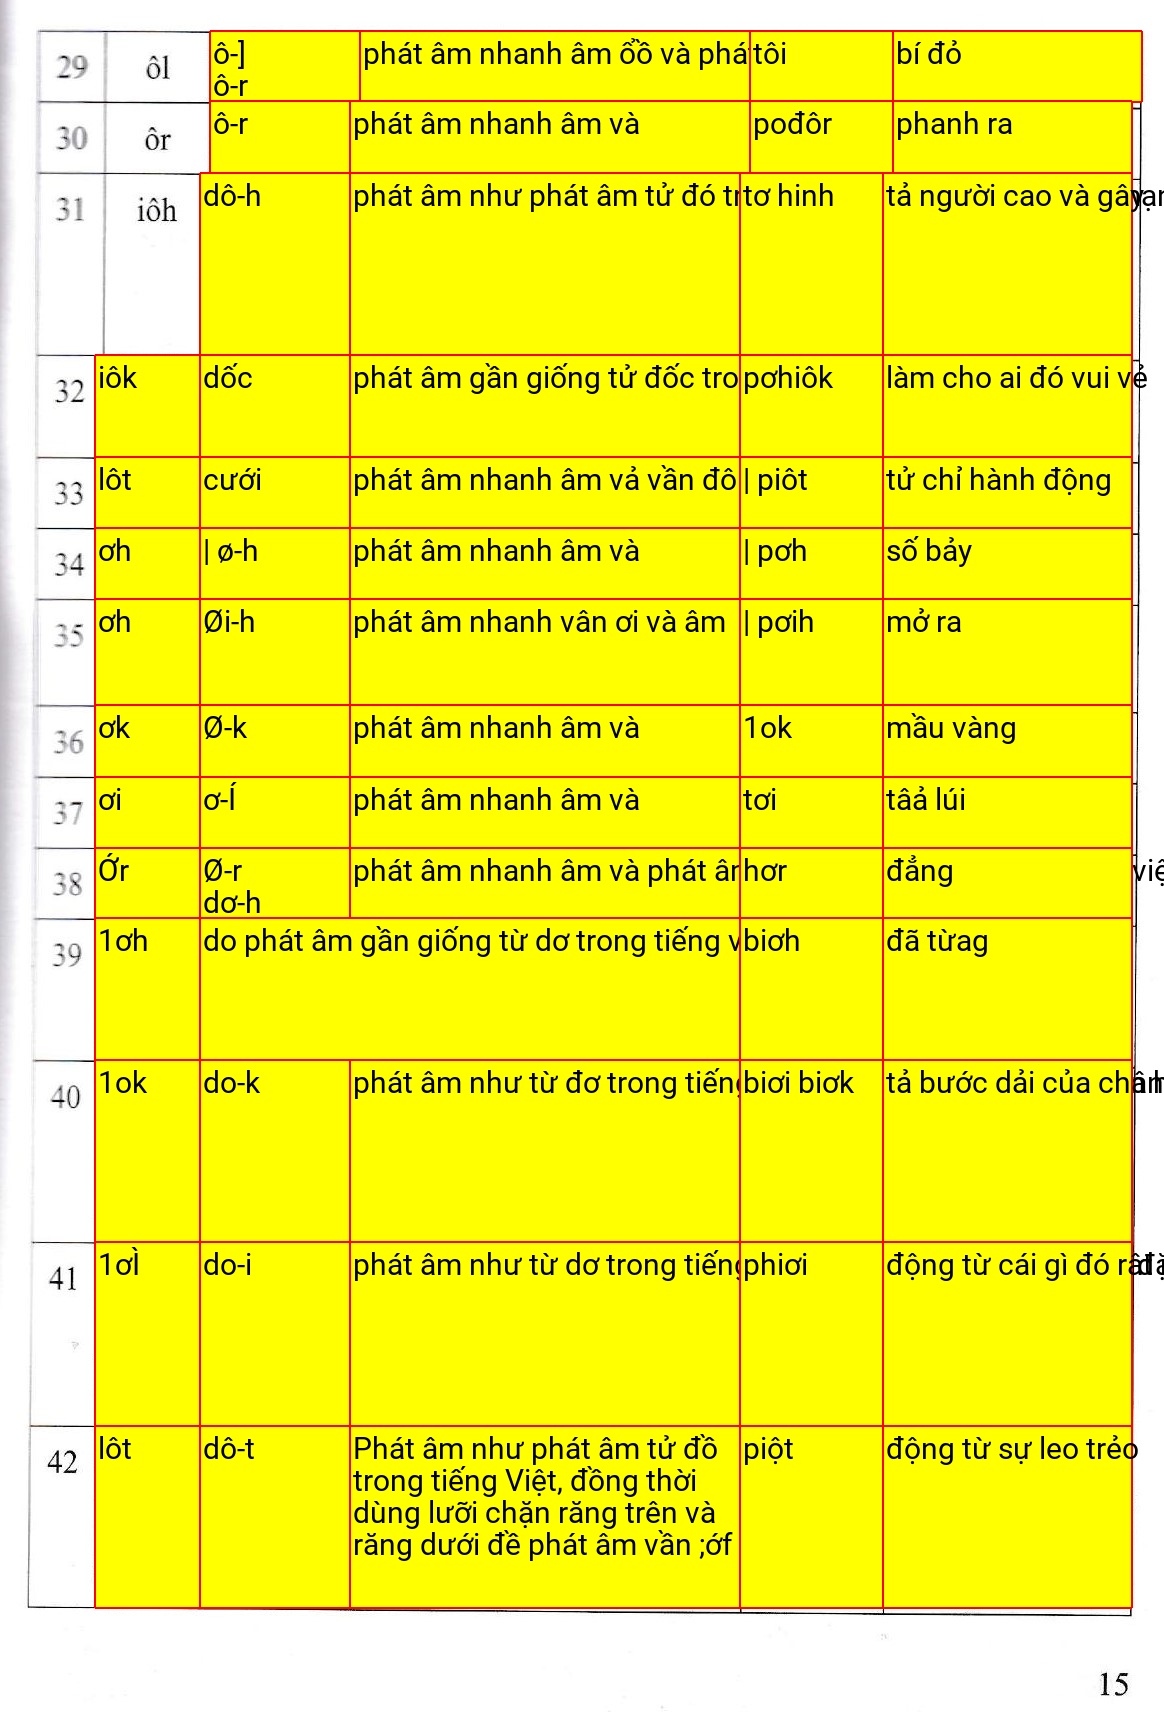 29 ôl ô-] phát âm nhanh âm ổồ và phá tôi bí đỏ
ô-r
30 ôr ô-r phát âm nhanh âm và pođôr phanh ra
31 iôh dô-h phát âm như phát âm tử đó tr tơ hinh tả người cao và gây
32 iôk dốc phát âm gần giống tử đốc tro pơhiôk làm cho ai đó vui vẻ
33 lôt cưới phát âm nhanh âm vả vần đô | piôt tử chỉ hành động
34 ơh | ø-h phát âm nhanh âm và | pơh số bảy
35 ơh Øi-h phát âm nhanh vân ơi và âm | pơih mở ra
36 ơk Ø-k phát âm nhanh âm và 1ok mầu vàng
37 ơi ơ-Í phát âm nhanh âm và tơi tâả lúi
38 Ớr Ø-r phát âm nhanh âm và phát âr hơr đẳng việ
dơ-h
39 1ơh do phát âm gần giống từ dơ trong tiếng v biơh đã từag
40 1ok do-k phát âm như từ đơ trong tiếng biơi biơk tả bước dải của chân
41 1ơÌ do-i phát âm như từ dơ trong tiếng phiơi động từ cái gì đó rất
42 lôt dô-t Phát âm như phát âm tử đồ piột động từ sự leo trẻo
trong tiếng Việt, đồng thời
dùng lưỡi chặn răng trên và
răng dưới đề phát âm vần ;ớf
15